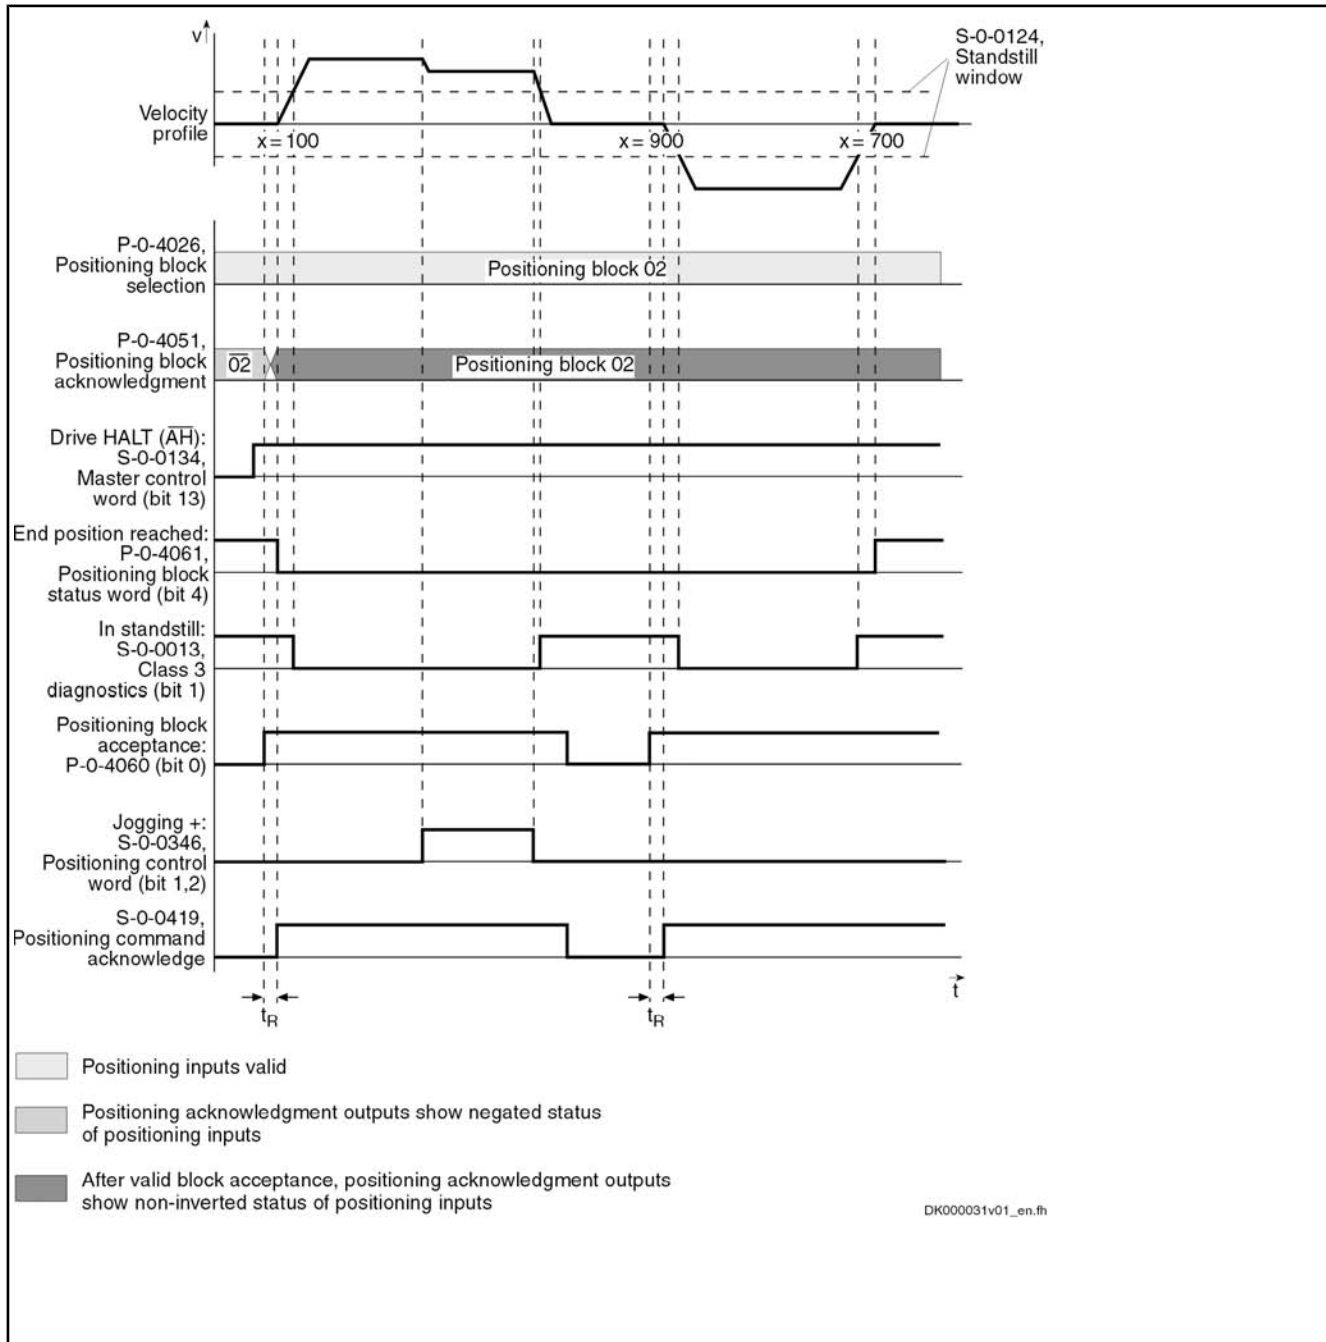 v
S-0-0124,
Standstill
window
Velocity
profile
x = 100
x = 900
x = 700
P-0-4026,
Positioning block
selection
Positioning block 02
P-0-4051,
Positioning block
acknowledgment
0̅2̅
Positioning block 02
Drive HALT (A̅H̅):
S-0-0134,
Master control
word (bit 13)
End position reached:
P-0-4061,
Positioning block
status word (bit 4)
In standstill:
S-0-0013,
Class 3
diagnostics (bit 1)
Positioning block
acceptance:
P-0-4060 (bit 0)
Jogging +:
S-0-0346,
Positioning control
word (bit 1,2)
S-0-0419,
Positioning command
acknowledge
t
tR
tR
Positioning inputs valid
Positioning acknowledgment outputs show negated status
of positioning inputs
After valid block acceptance, positioning acknowledgment outputs
show non-inverted status of positioning inputs
DK000031v01_en.fh